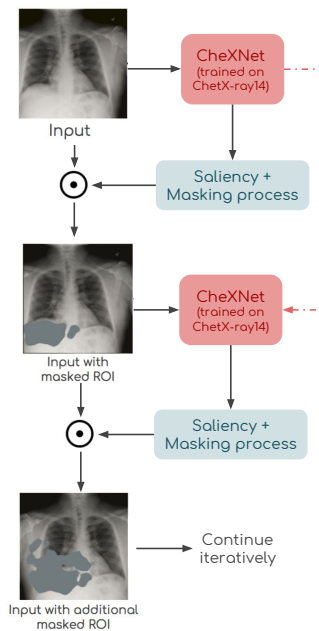 CheXNet
(trained on
ChetX-ray14)
Input
Saliency +
Masking process
CheXNet
(trained on
ChetX-ray14)
Input with
masked ROI
Saliency +
Masking process
Continue
iteratively
Input with additional
masked ROI